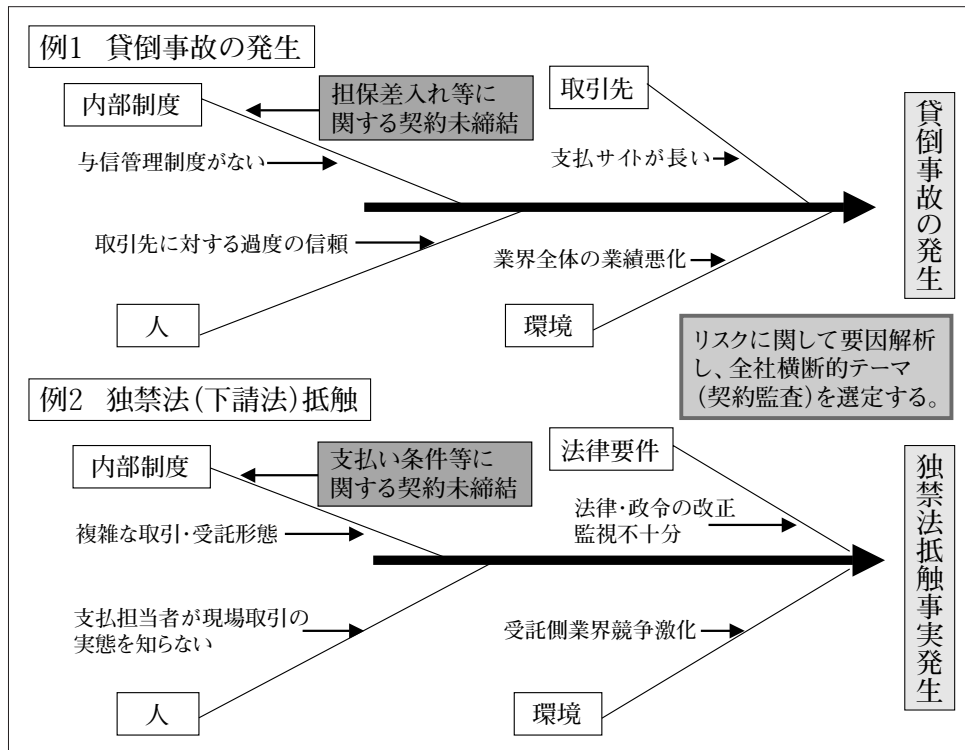 例1 貸倒事故の発生
内部制度
担保差入れ等に
関する契約未締結
取引先
与信管理制度がない
支払サイトが長い
貸倒事故の発生
取引先に対する過度の信頼
業界全体の業績悪化
人
環境
リスクに関して要因解析
し、全社横断的テーマ
(契約監査)を選定する。
例2 独禁法(下請法)抵触
内部制度
支払い条件等に
関する契約未締結
法律要件
複雑な取引・受託形態
法律・政令の改正
監視不十分
独禁法抵触事実発生
支払担当者が現場取引の
実態を知らない
受託側業界競争激化
人
環境